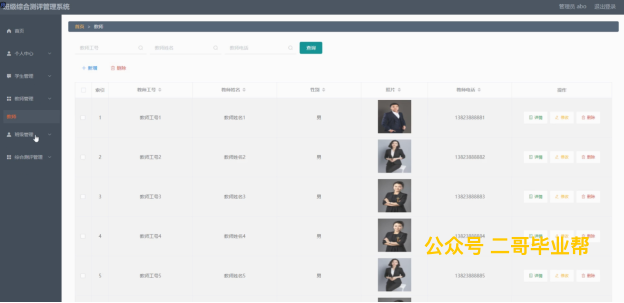 班级综合测评管理系统
管理员 abo 退出登录
首页
首页 教师
个人中心
学生管理
教师管理
教师
班级管理
综合测评管理
教师工号 教师姓名 教师姓名 查询
+ 新增 删除
索引 教师工号 教师姓名 性别 照片 教师电话 操作
1 教师工号1 教师姓名1 男 13823888881 详情 修改 删除
2 教师工号2 教师姓名2 男 13823888882 详情 修改 删除
3 教师工号3 教师姓名3 男 13823888883 详情 修改 删除
4 教师工号4 教师姓名4 男 详情 修改 删除
公众号 二哥毕业帮
5 教师工号5 教师姓名5 男 13823888885 详情 修改 删除